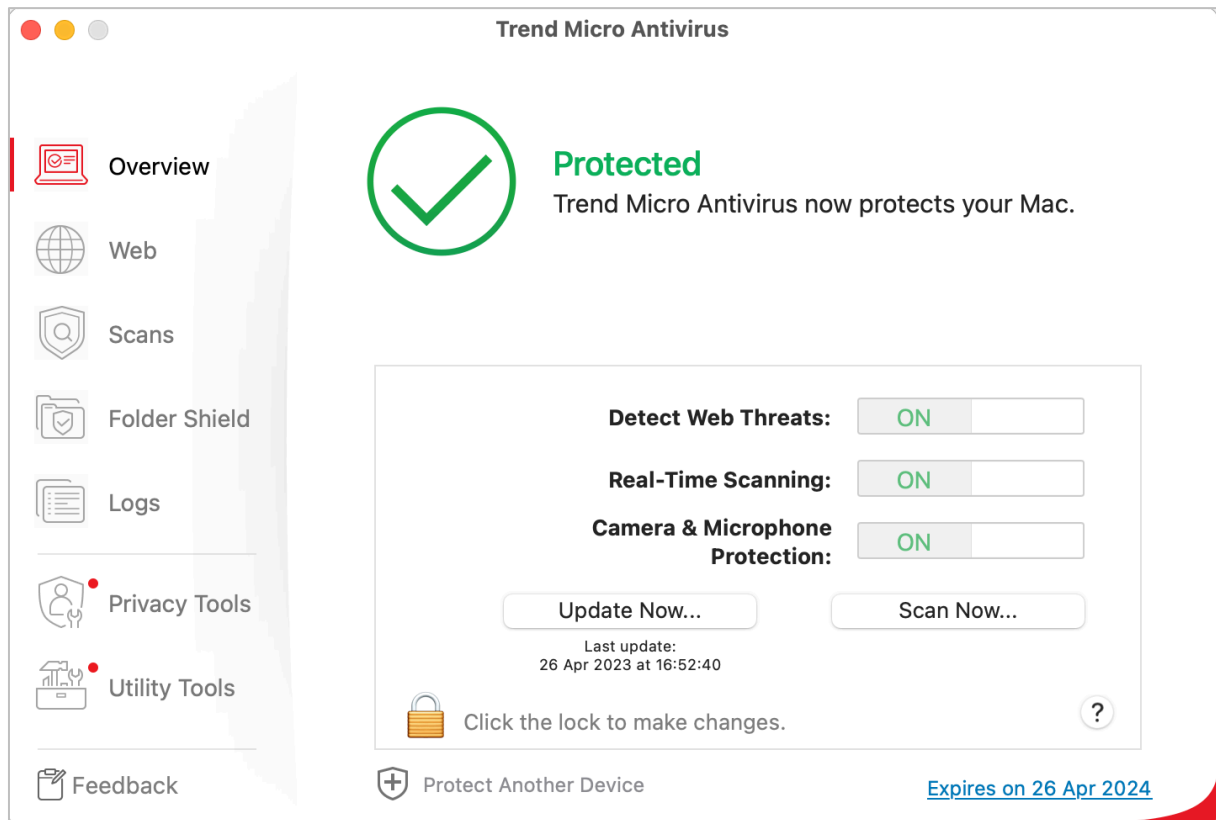 Trend Micro Antivirus
Overview
Web
Scans
Folder Shield
Logs
Privacy Tools
Utility Tools
Feedback
Protected
Trend Micro Antivirus now protects your Mac.
Detect Web Threats:
ON
Real-Time Scanning:
ON
Camera & Microphone
Protection:
ON
Update Now...
Scan Now...
Last update:
26 Apr 2023 at 16:52:40
Click the lock to make changes.
?
Protect Another Device
Expires on 26 Apr 2024